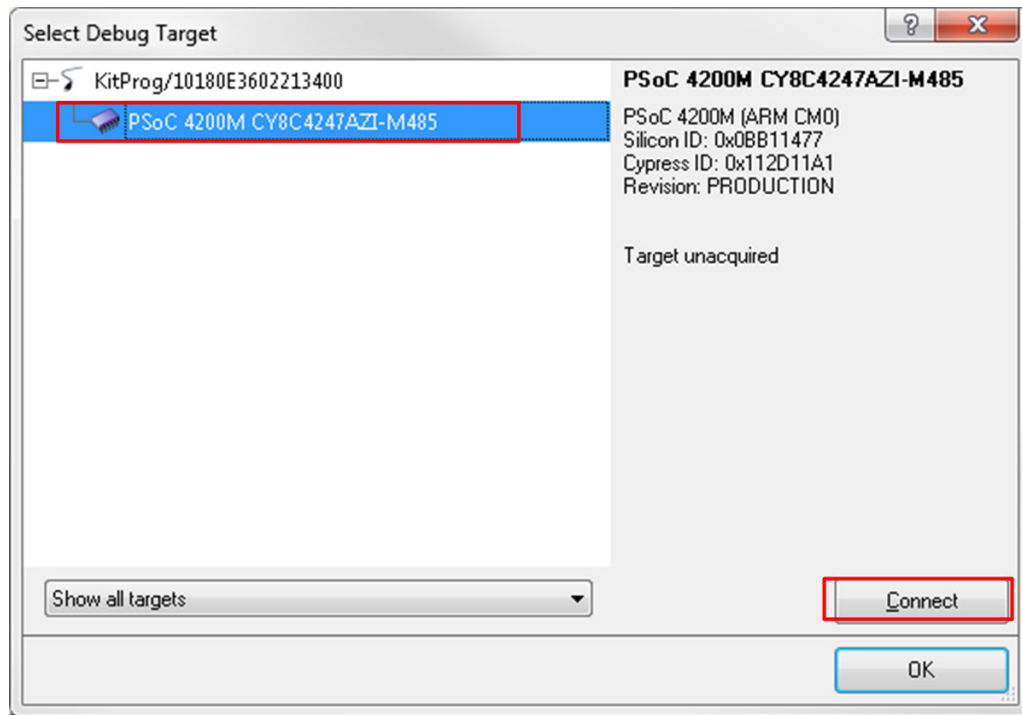 Select Debug Target
?
KitProg/10180E3602213400
PSoC 4200M CY8C4247AZI-M485
PSoC 4200M CY8C4247AZI-M485
PSoC 4200M (ARM CM0)
Silicon ID: 0x0BB11477
Cypress ID: 0x112D11A1
Revision: PRODUCTION
Target unacquired
Show all targets
Connect
OK